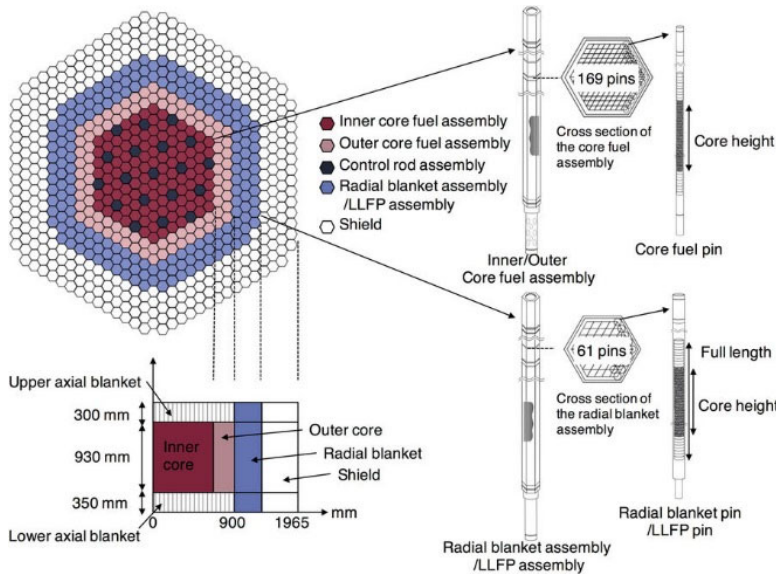 Inner core fuel assembly
Outer core fuel assembly
Control rod assembly
Radial blanket assembly
/LLFP assembly
Shield
169 pins
Cross section of
the core fuel
assembly
Core height
Inner/Outer
Core fuel assembly
Core fuel pin
61 pins
Cross section of
the radial blanket
assembly
Full length
Core height
Radial blanket assembly
/LLFP assembly
Radial blanket pin
/LLFP pin
Upper axial blanket
300 mm
930 mm
350 mm
Lower axial blanket
Inner
core
Outer core
Radial blanket
Shield
0
900
1965
mm